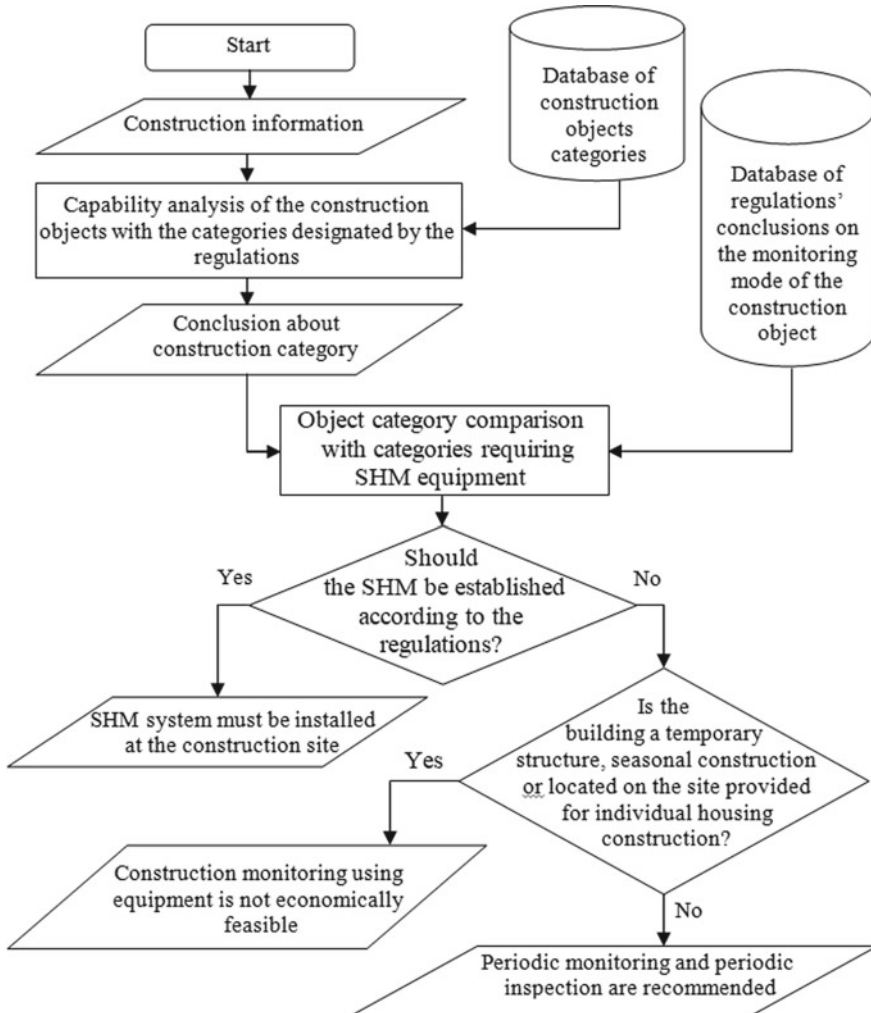 Start
Database of
construction
objects
categories
Construction information
Database of
regulations'
conclusions on
the monitoring
mode of the
construction
object
Capability analysis of the construction
objects with the categories designated by the
regulations
Conclusion about
construction category
Object category comparison
with categories requiring
SHM equipment
Should
the SHM be established
according to the
regulations?
Yes
No
SHM system must be installed
at the construction site
Is the
building a temporary
structure, seasonal construction
or located on the site provided
for individual housing
construction?
Yes
Construction monitoring using
equipment is not economically
feasible
No
Periodic monitoring and periodic
inspection are recommended